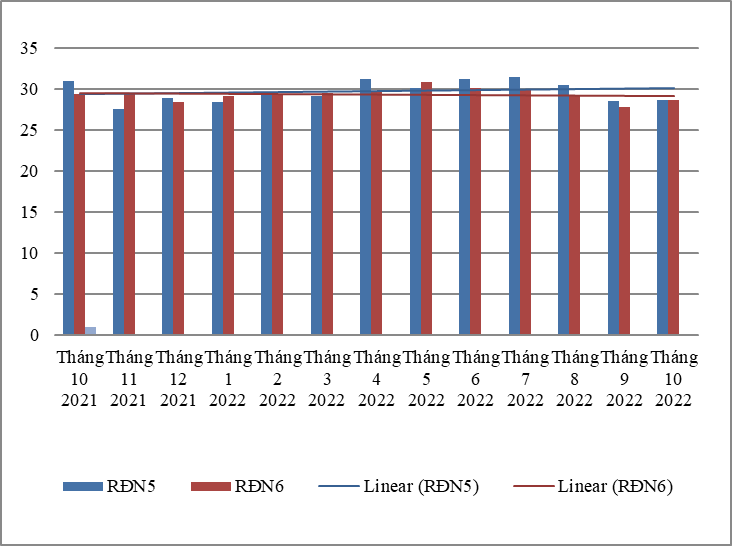 35
30
25
20
15
10
5
0
Tháng Tháng Tháng Tháng Tháng Tháng Tháng Tháng Tháng Tháng Tháng Tháng Tháng
10 11 12 1 2 3 4 5 6 7 8 9 10
2021 2021 2021 2022 2022 2022 2022 2022 2022 2022 2022 2022 2022
RĐN5 RĐN6 Linear (RĐN5) Linear (RĐN6)